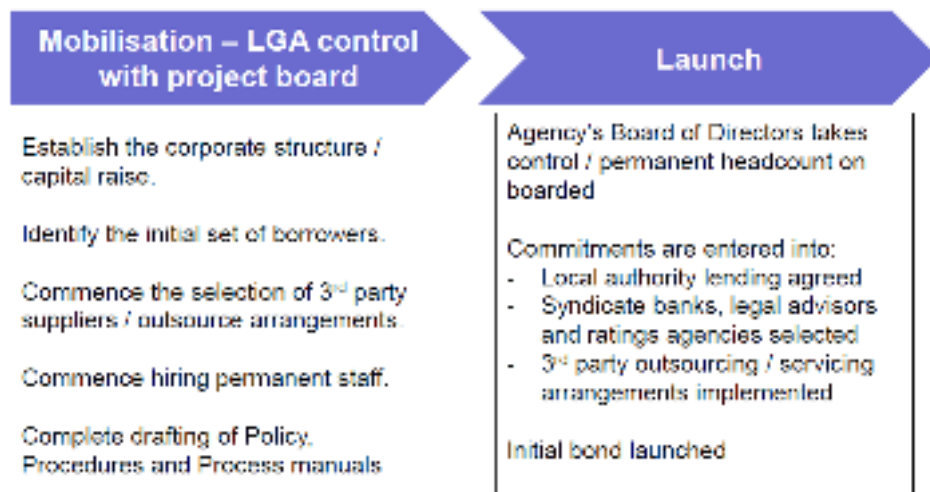 Mobilisation – LGA control
with project board
Establish the corporate structure /
capital raise.
Identify the initial set of borrowers.
Commence the selection of 3rd party
suppliers / outsource arrangements.
Commence hiring permanent staff.
Complete drafting of Policy,
Procedures and Process manuals
Launch
Agency's Board of Directors takes
control / permanent headcount on
boarded
Commitments are entered into:
- Local authority lending agreed
- Syndicate banks, legal advisors
and ratings agencies selected
- 3rd party outsourcing / servicing
arrangements implemented
Initial bond launched